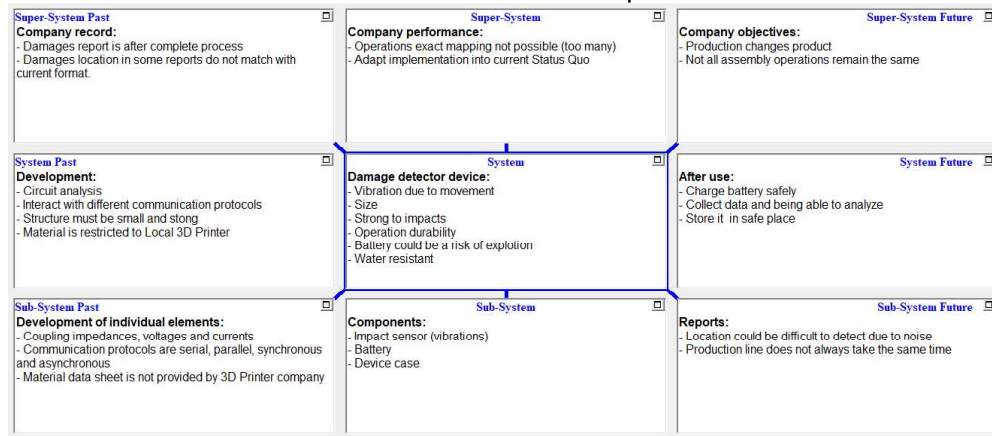 Super-System Past
Company record:
- Damages report is after complete process
- Damages location in some reports do not match with
current format.
Super-System
Company performance:
- Operations exact mapping not possible (too many)
- Adapt implementation into current Status Quo
Super-System Future
Company objectives:
- Production changes product
- Not all assembly operations remain the same
System Past
Development:
- Circuit analysis
- Interact with different communication protocols
- Structure must be small and stong
- Material is restricted to Local 3D Printer
System
Damage detector device:
- Vibration due to movement
- Size
- Strong to impacts
- Operation durability
- Battery could be a risk of explotion
- Water resistant
System Future
After use:
- Charge battery safely
- Collect data and being able to analyze
- Store it in safe place
Sub-System Past
Development of individual elements:
- Coupling impedances, voltages and currents
- Communication protocols are serial, parallel, synchronous
and asynchronous
- Material data sheet is not provided by 3D Printer company
Sub-System
Components:
- Impact sensor (vibrations)
- Battery
- Device case
Sub-System Future
Reports:
- Location could be difficult to detect due to noise
- Production line does not always take the same time